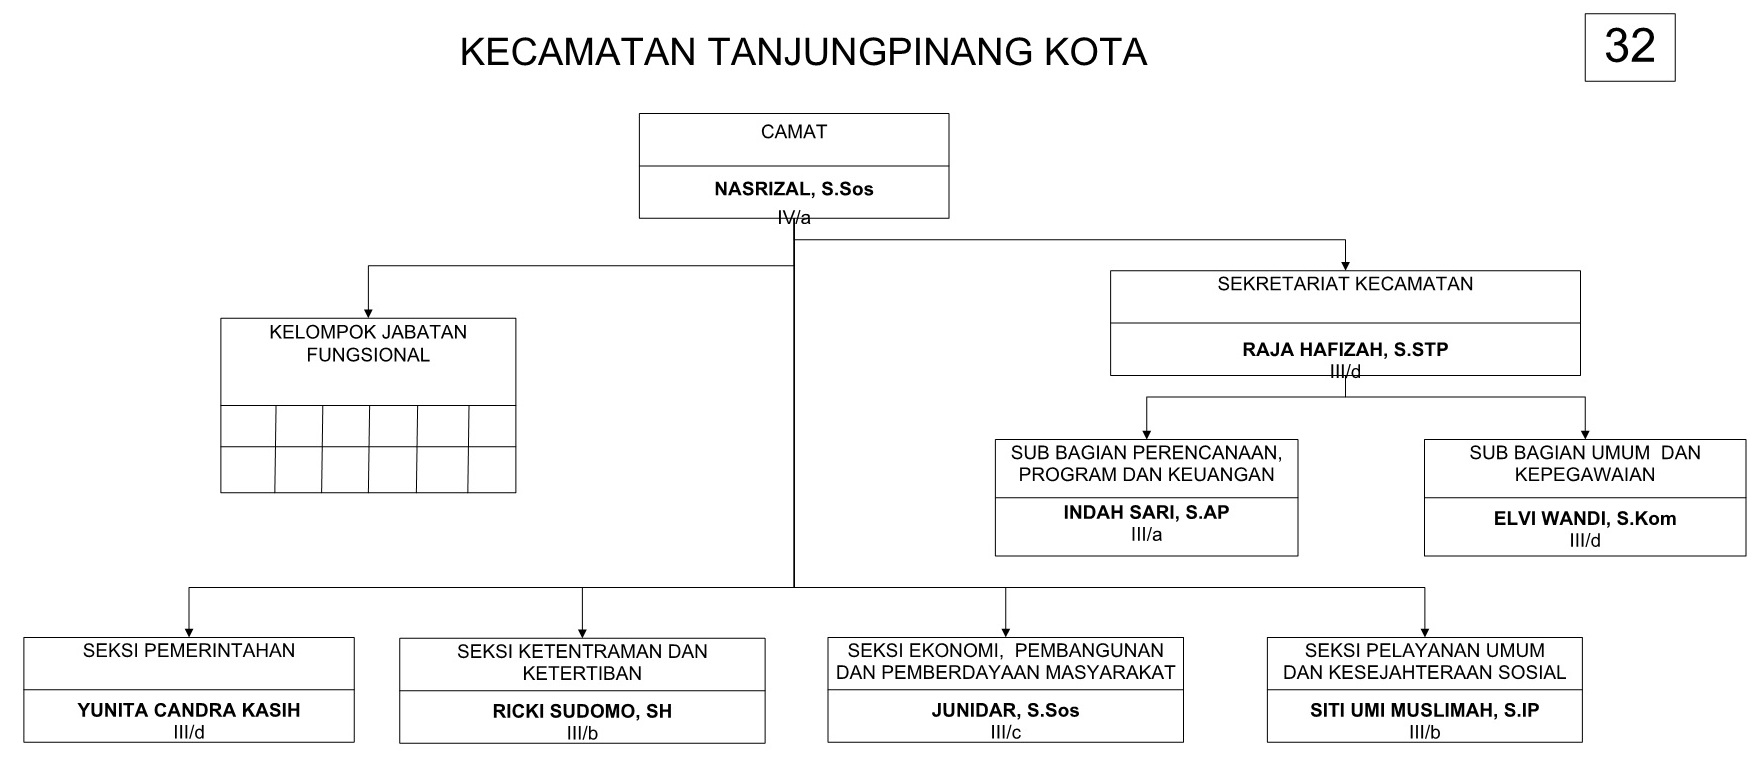 KECAMATAN TANJUNGPINANG KOTA
32
CAMAT
NASRIZAL, S.Sos
IV/a
SEKRETARIAT KECAMATAN
RAJA HAFIZAH, S.STP
III/d
KELOMPOK JABATAN
FUNGSIONAL
SUB BAGIAN PERENCANAAN,
PROGRAM DAN KEUANGAN
INDAH SARI, S.AP
III/a
SUB BAGIAN UMUM  DAN
KEPEGAWAIAN
ELVI WANDI, S.Kom
III/d
SEKSI PEMERINTAHAN
YUNITA CANDRA KASIH
III/d
SEKSI KETENTRAMAN DAN
KETERTIBAN
RICKI SUDOMO, SH
III/b
SEKSI EKONOMI,  PEMBANGUNAN
DAN PEMBERDAYAAN MASYARAKAT
JUNIDAR, S.Sos
III/c
SEKSI PELAYANAN UMUM
DAN KESEJAHTERAAN SOSIAL
SITI UMI MUSLIMAH, S.IP
III/b